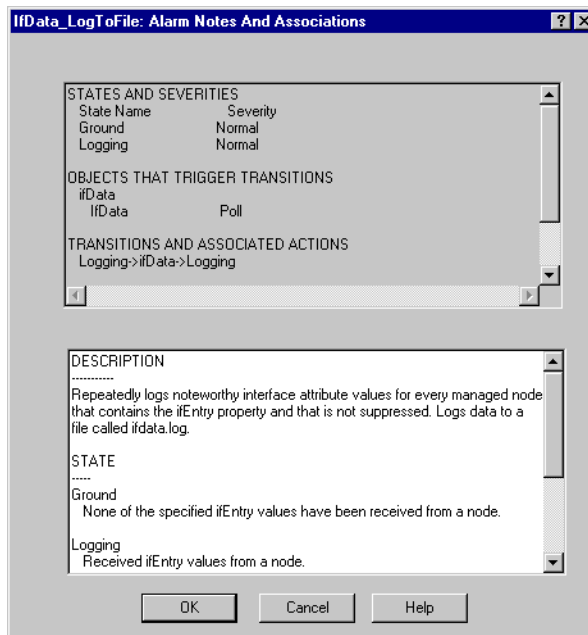 IfData_LogToFile: Alarm Notes And Associations
STATES AND SEVERITIES
State Name Severity
Ground Normal
Logging Normal
OBJECTS THAT TRIGGER TRANSITIONS
ifData
IfData Poll
TRANSITIONS AND ASSOCIATED ACTIONS
Logging->ifData->Logging
DESCRIPTION
-----------
Repeatedly logs noteworthy interface attribute values for every managed node
that contains the ifEntry property and that is not suppressed. Logs data to a
file called ifdata.log.
STATE
-----
Ground
None of the specified ifEntry values have been received from a node.
Logging
Received ifEntry values from a node.
OK Cancel Help